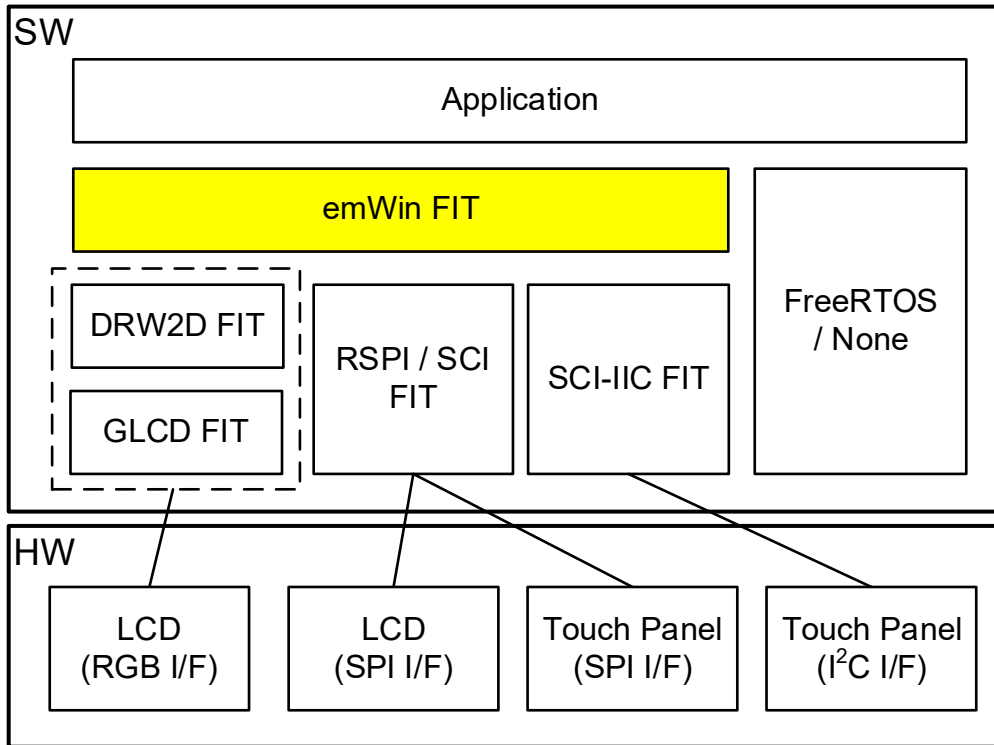 SW
Application
emWin FIT
DRW2D FIT
GLCD FIT
RSPI / SCI
FIT
SCI-IIC FIT
FreeRTOS
/ None
HW
LCD
(RGB I/F)
LCD
(SPI I/F)
Touch Panel
(SPI I/F)
Touch Panel
(I²C I/F)